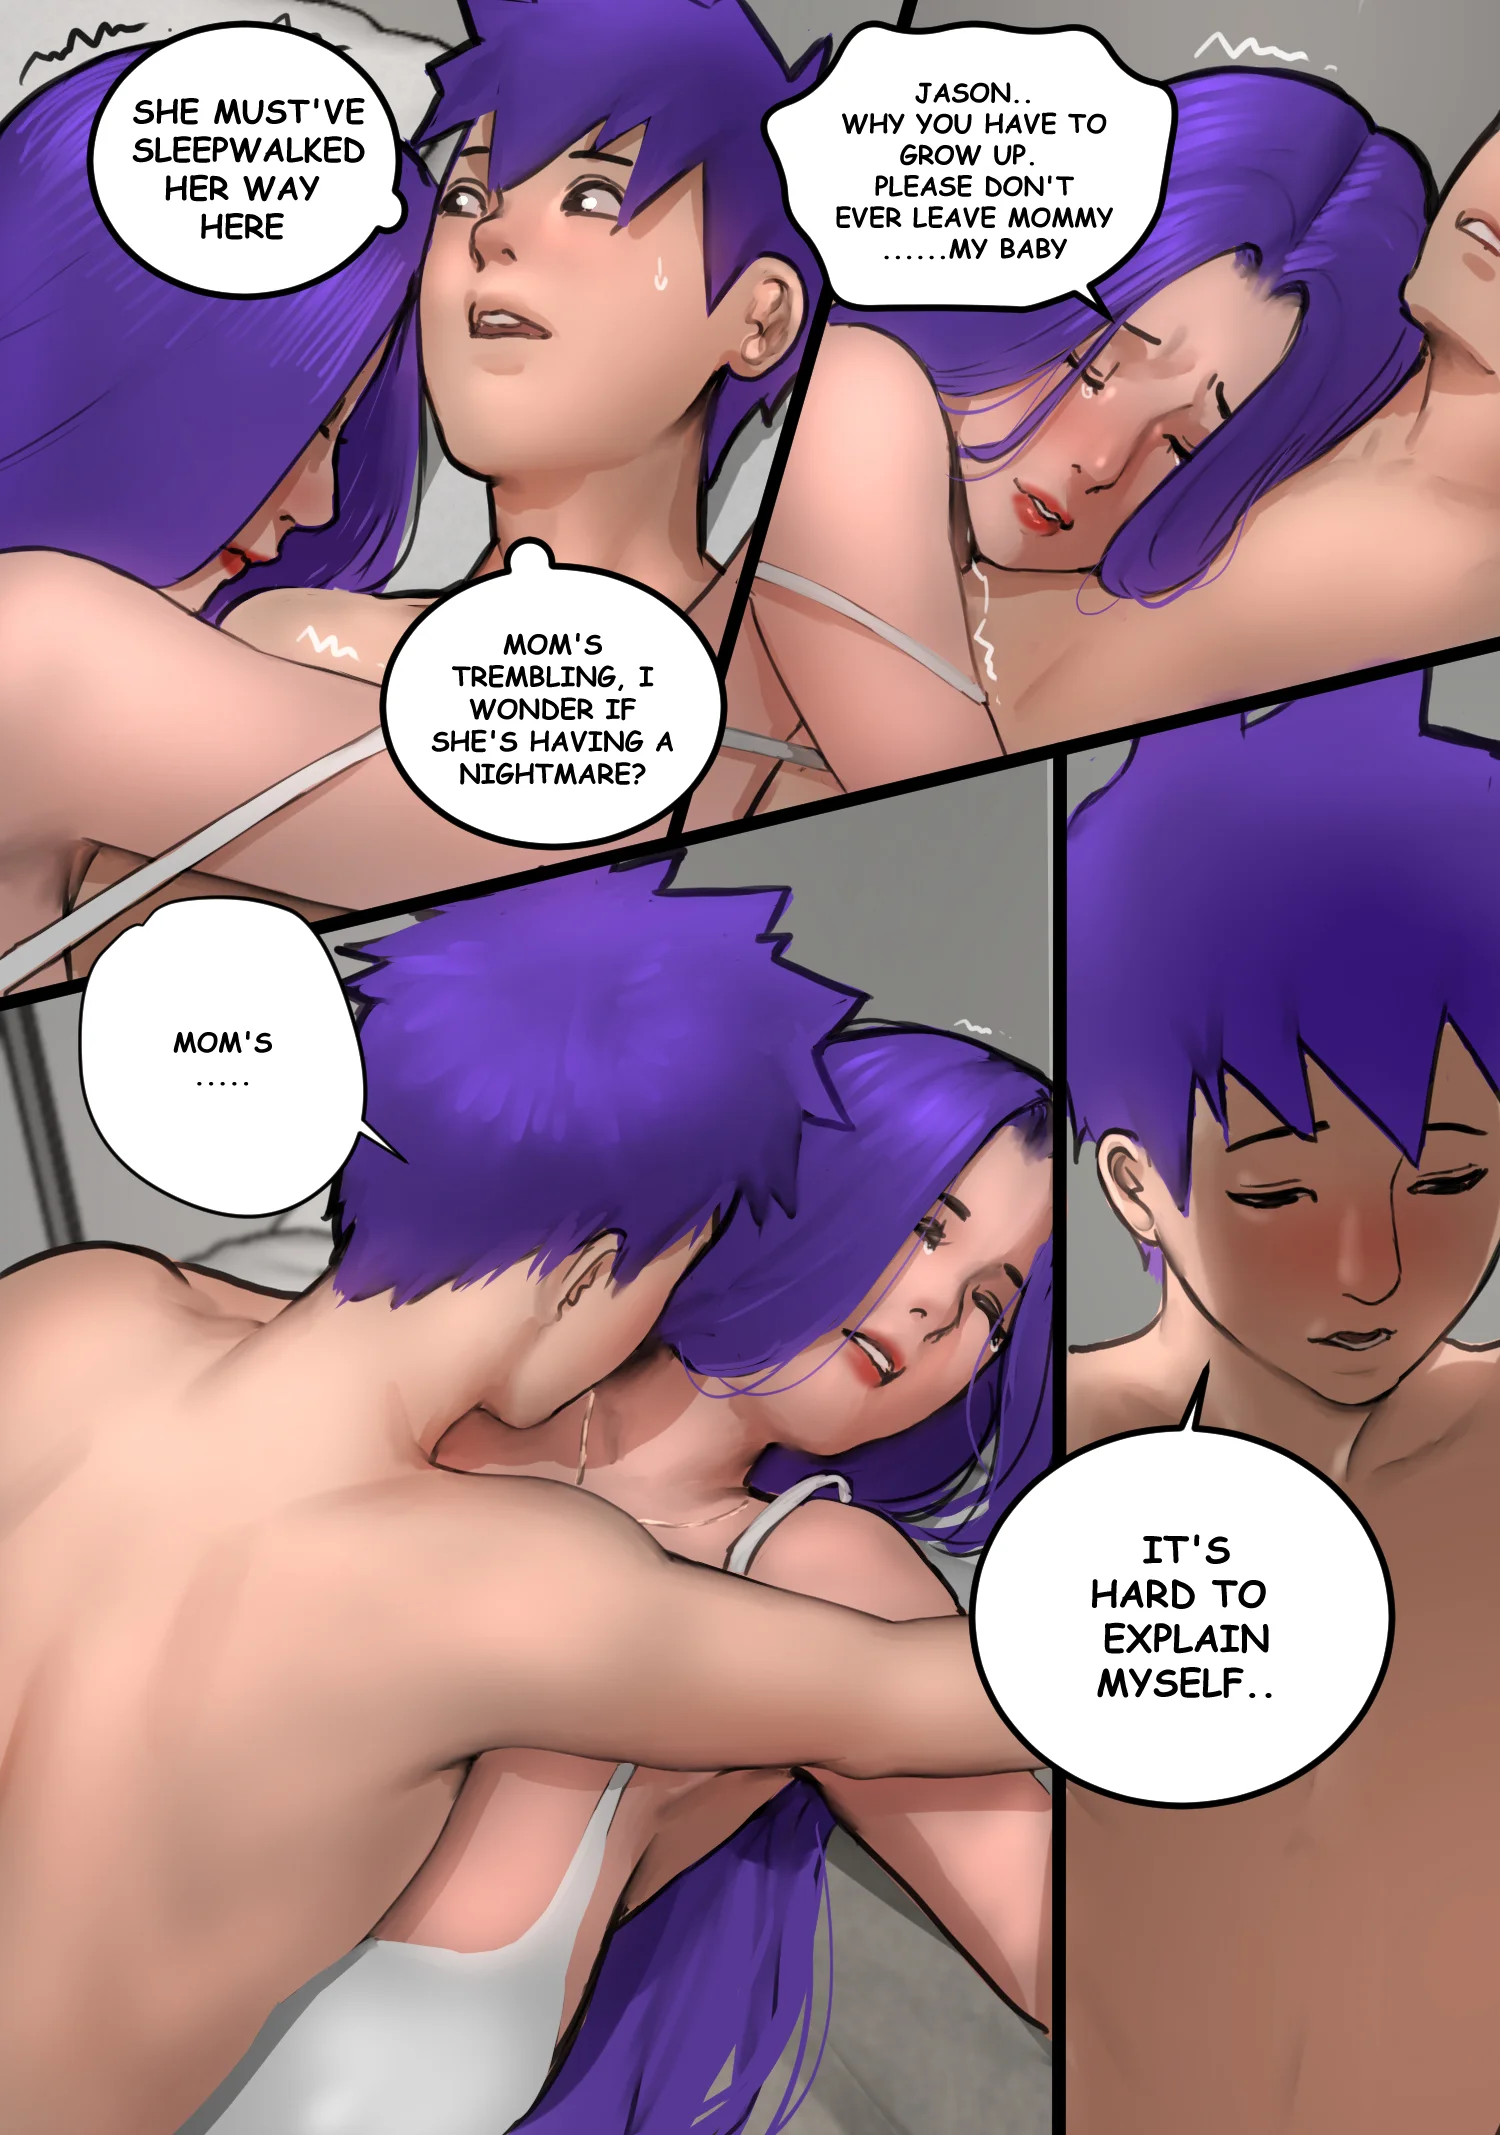 SHE MUST'VE
SLEEPWALKED
HER WAY
HERE
MOM'S
TREMBLING, I
WONDER IF
SHE'S HAVING A
NIGHTMARE?
JASON..
WHY YOU HAVE TO
GROW UP.
PLEASE DON'T
EVER LEAVE MOMMY
......MY BABY
MOM'S
.....
IT'S
HARD TO
EXPLAIN
MYSELF..